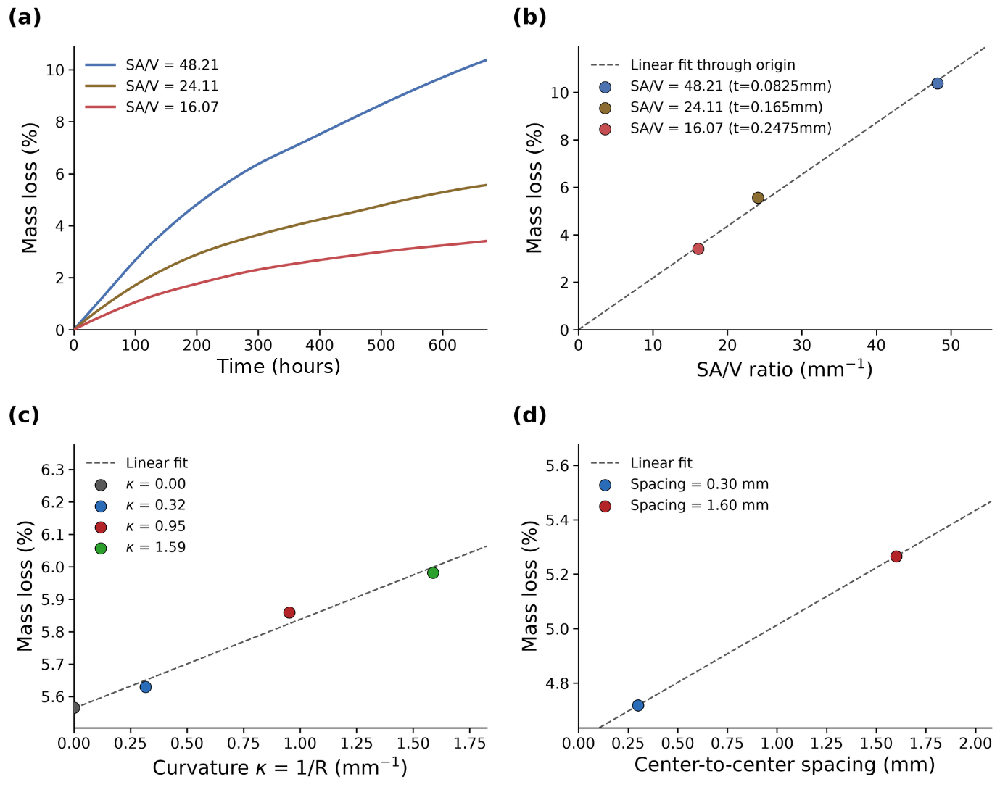 (a)
SA/V = 48.21
SA/V = 24.11
SA/V = 16.07
Mass loss (%)
10
8
6
4
2
0
0 100 200 300 400 500 600
Time (hours)
(b)
Linear fit through origin
SA/V = 48.21 (t=0.0825mm)
SA/V = 24.11 (t=0.165mm)
SA/V = 16.07 (t=0.2475mm)
Mass loss (%)
10
8
6
4
2
0
0 10 20 30 40 50
SA/V ratio (mm⁻¹)
(c)
Linear fit
κ = 0.00
κ = 0.32
κ = 0.95
κ = 1.59
Mass loss (%)
6.3
6.2
6.1
6.0
5.9
5.8
5.7
5.6
0.00 0.25 0.50 0.75 1.00 1.25 1.50 1.75
Curvature κ = 1/R (mm⁻¹)
(d)
Linear fit
Spacing = 0.30 mm
Spacing = 1.60 mm
Mass loss (%)
5.6
5.4
5.2
5.0
4.8
0.00 0.25 0.50 0.75 1.00 1.25 1.50 1.75 2.00
Center-to-center spacing (mm)